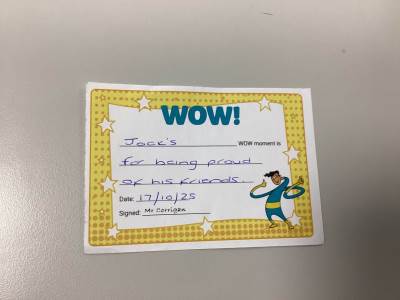 WOW!
Jack's WOW moment is
for being proud
of his friends.
Date: 17/10/25
Signed: Mr Corrigan